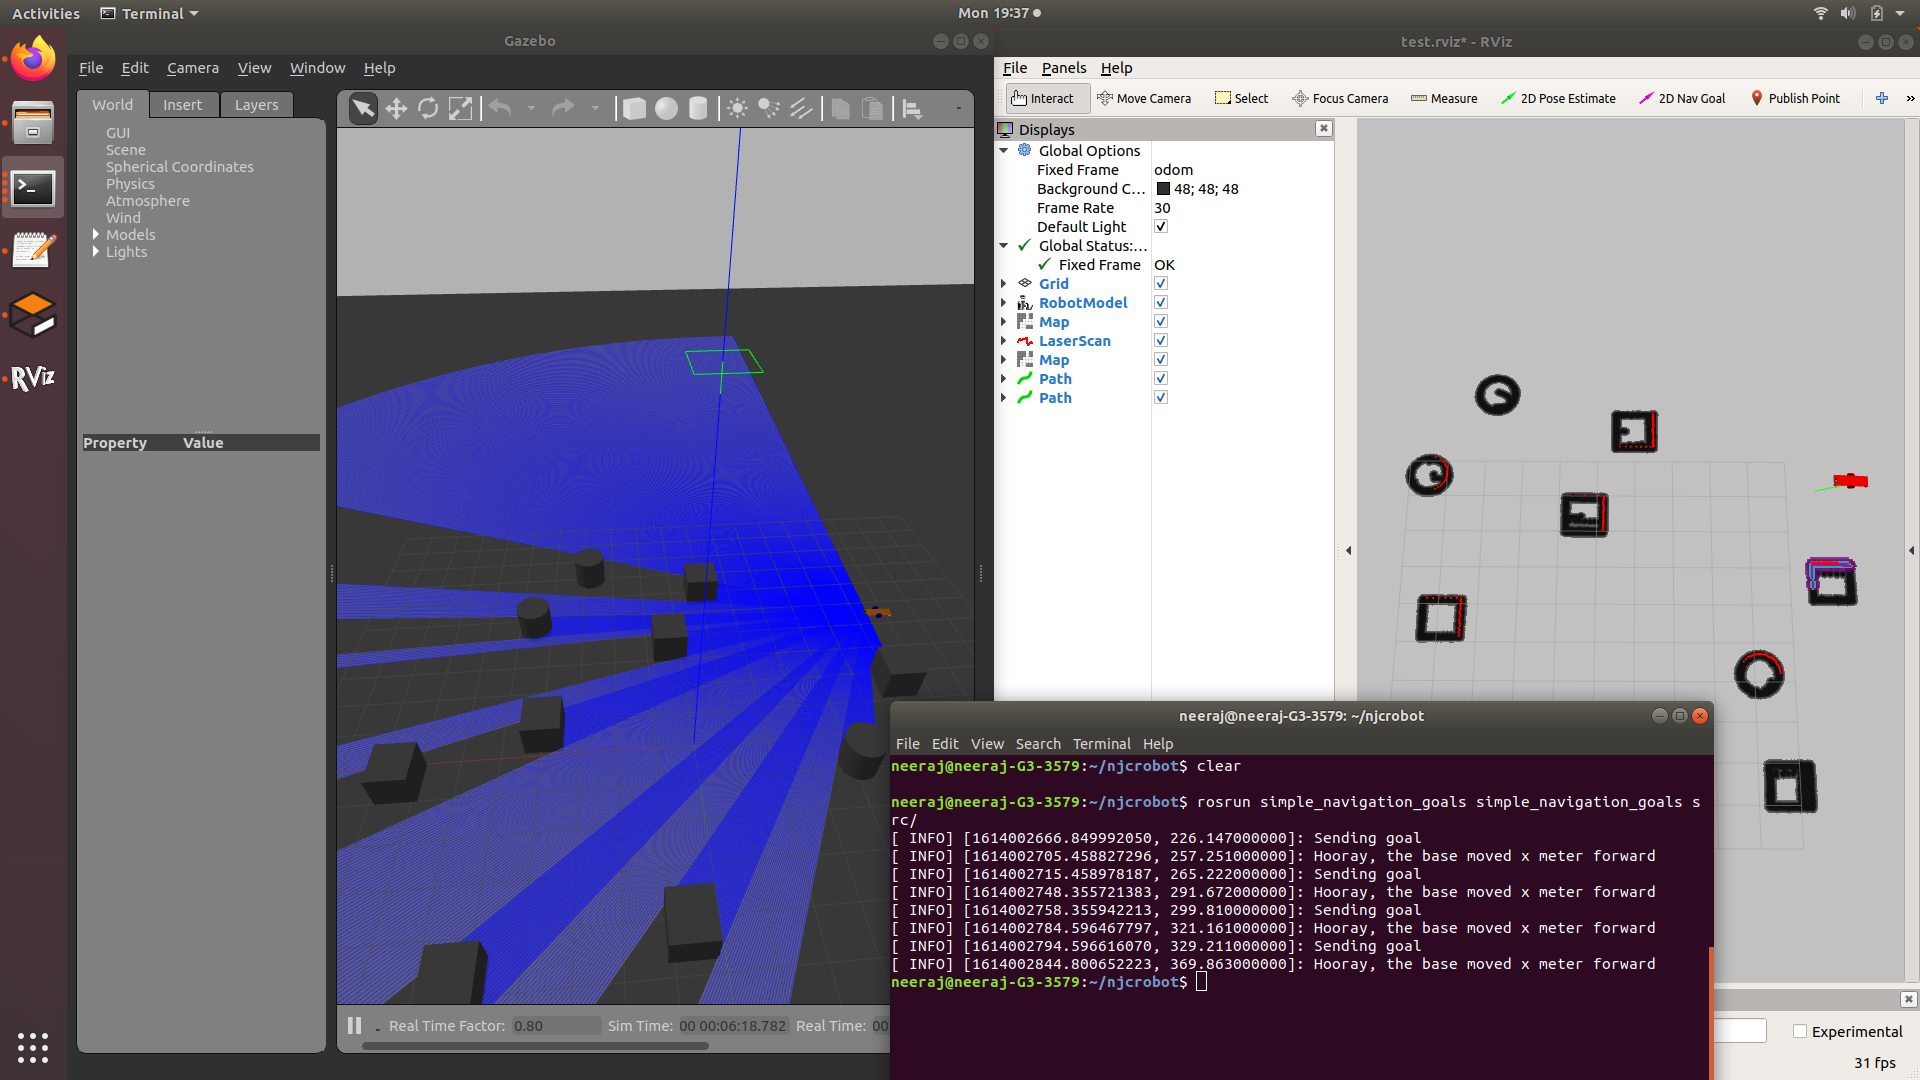 Activities Terminal Mon 19:37
Gazebo
File Edit Camera View Window Help
World Insert Layers
GUI
Scene
Spherical Coordinates
Physics
Atmosphere
Wind
Models
Lights
Property Value
Real Time Factor: 0.80 Sim Time: 00 00:06:18.782 Real Time: 00
RViz
test.rviz* - RViz
File Panels Help
Interact Move Camera Select Focus Camera Measure 2D Pose Estimate 2D Nav Goal Publish Point »
Displays
Global Options
Fixed Frame odom
Background C... 48; 48; 48
Frame Rate 30
Default Light
Global Status:...
Fixed Frame OK
Grid
RobotModel
Map
LaserScan
Map
Path
Path
neeraj@neeraj-G3-3579: ~/njcrobot
File Edit View Search Terminal Help
neeraj@neeraj-G3-3579:~/njcrobot$ clear
neeraj@neeraj-G3-3579:~/njcrobot$ rosrun simple_navigation_goals simple_navigation_goals s
rc/
[ INFO] [1614002666.849992050, 226.147000000]: Sending goal
[ INFO] [1614002705.458827296, 257.251000000]: Hooray, the base moved x meter forward
[ INFO] [1614002715.458978187, 265.222000000]: Sending goal
[ INFO] [1614002748.355721383, 291.672000000]: Hooray, the base moved x meter forward
[ INFO] [1614002758.355942213, 299.810000000]: Sending goal
[ INFO] [1614002784.596467797, 321.161000000]: Hooray, the base moved x meter forward
[ INFO] [1614002794.596616070, 329.211000000]: Sending goal
[ INFO] [1614002844.800652223, 369.863000000]: Hooray, the base moved x meter forward
neeraj@neeraj-G3-3579:~/njcrobot$
Experimental
31 fps